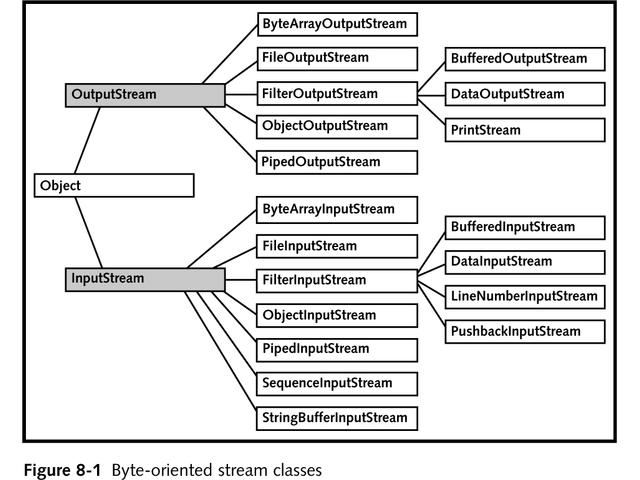 ByteArrayOutputStream
FileOutputStream
BufferedOutputStream
OutputStream
FilterOutputStream
DataOutputStream
ObjectOutputStream
PrintStream
PipedOutputStream
Object
ByteArrayInputStream
BufferedInputStream
FileInputStream
DataInputStream
InputStream
FilterInputStream
LineNumberInputStream
ObjectInputStream
PushbackInputStream
PipedInputStream
SequenceInputStream
StringBufferInputStream
Figure 8-1 Byte-oriented stream classes